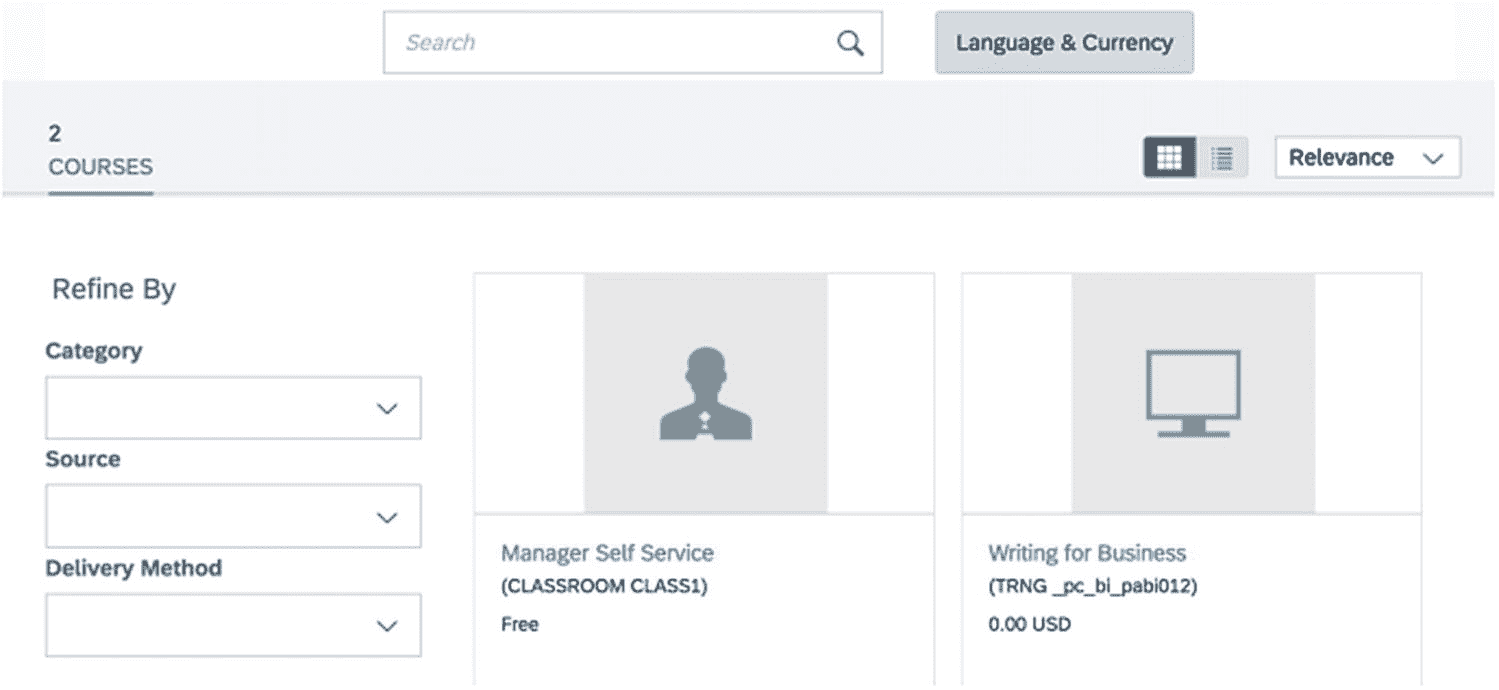 Search
Language & Currency
2
COURSES
Relevance
Refine By
Category
Source
Delivery Method
Manager Self Service
(CLASSROOM CLASS1)
Free
Writing for Business
(TRNG _pc_bi_pabi012)
0.00 USD